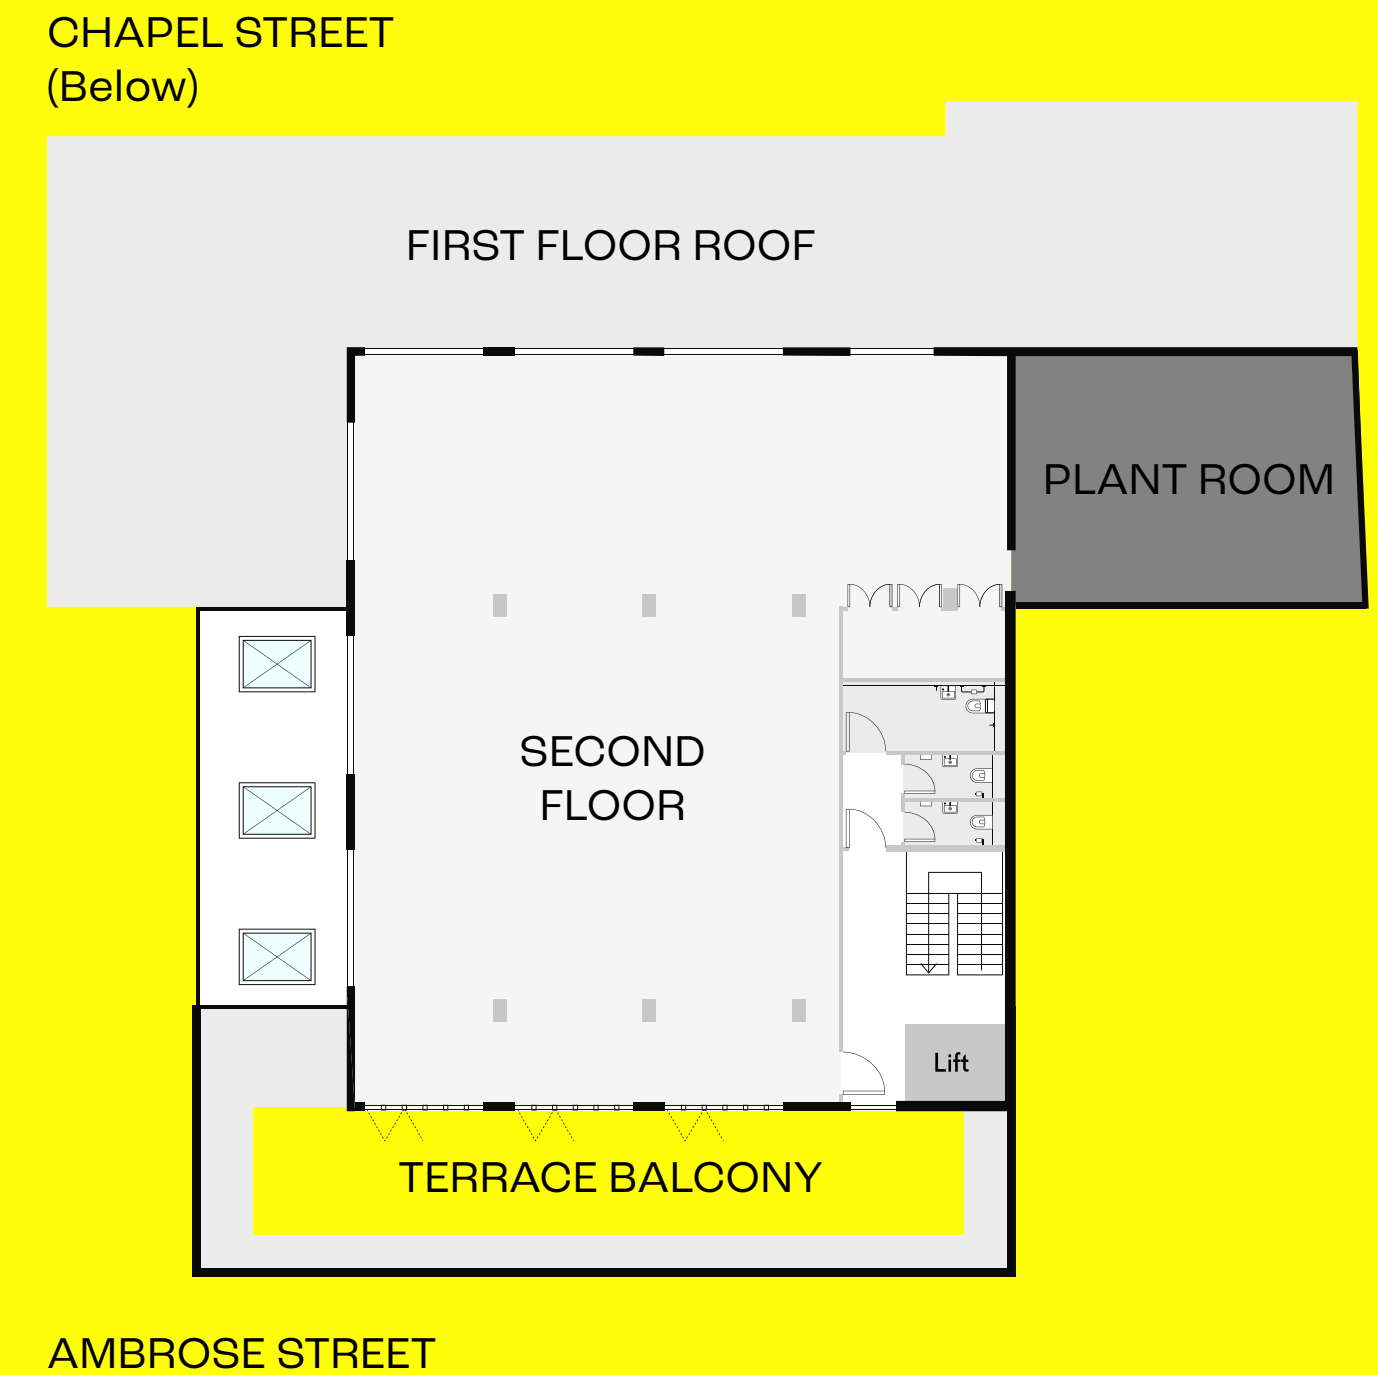 CHAPEL STREET
(Below)
FIRST FLOOR ROOF
PLANT ROOM
SECOND
FLOOR
Lift
TERRACE BALCONY
AMBROSE STREET